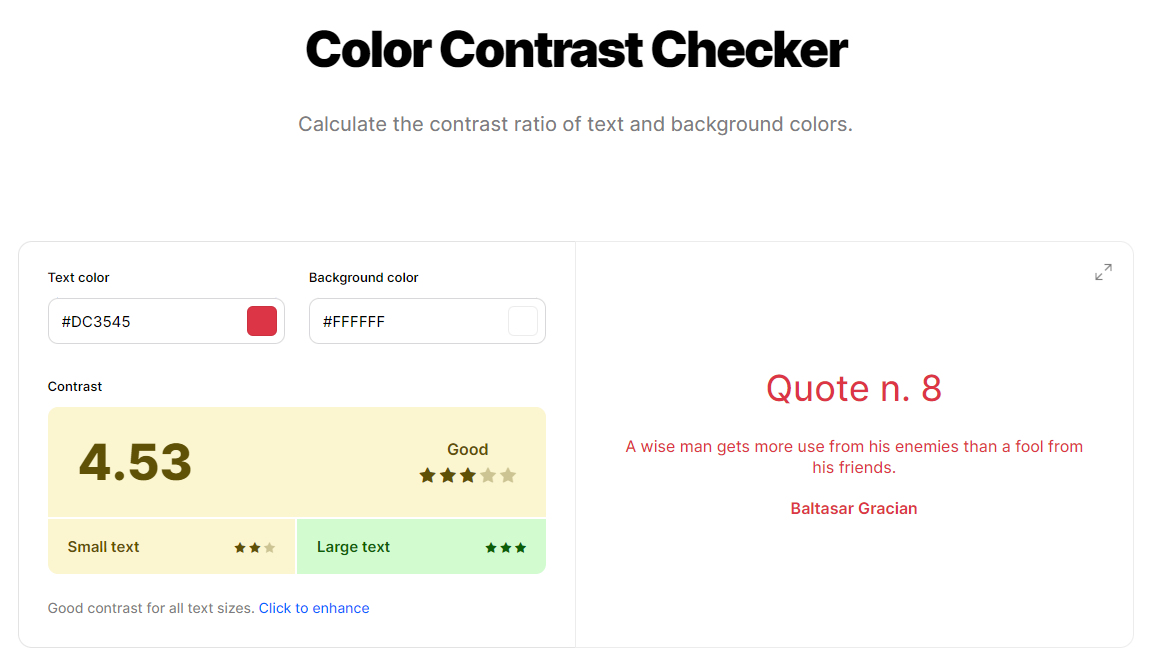 Color Contrast Checker
Calculate the contrast ratio of text and background colors.
Text color
Background color
#DC3545
#FFFFFF
Contrast
4.53
Good
Small text
Large text
Good contrast for all text sizes. Click to enhance
Quote n. 8
A wise man gets more use from his enemies than a fool from
his friends.
Baltasar Gracian